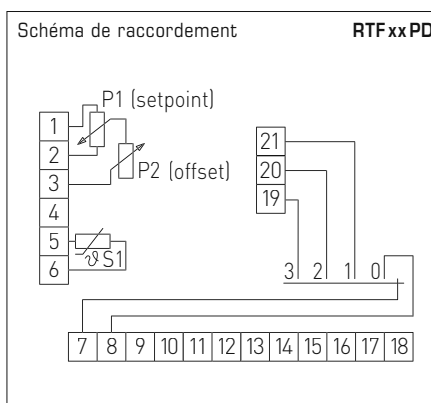 Schéma de raccordement RTF xx PD
P1 (setpoint)
1
2
3
4
5
6
P2 (offset)
ϑ S1
21
20
19
3 2 1 0
7 8 9 10 11 12 13 14 15 16 17 18